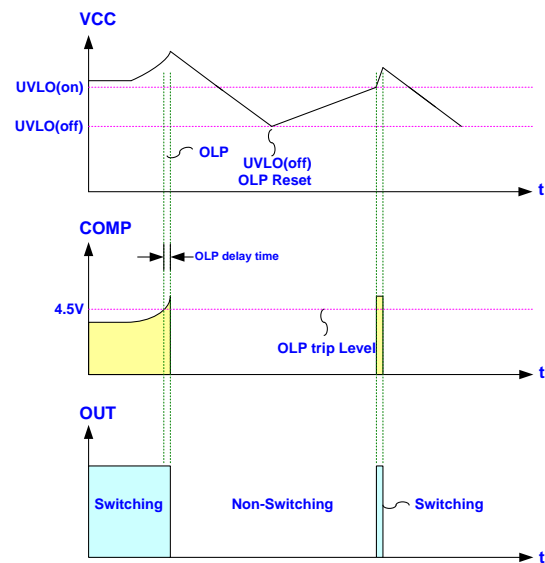 VCC
UVLO(on)
UVLO(off)
OLP
UVLO(off)
OLP Reset
t
COMP
OLP delay time
4.5V
OLP trip Level
t
OUT
Switching
Non-Switching
Switching
t